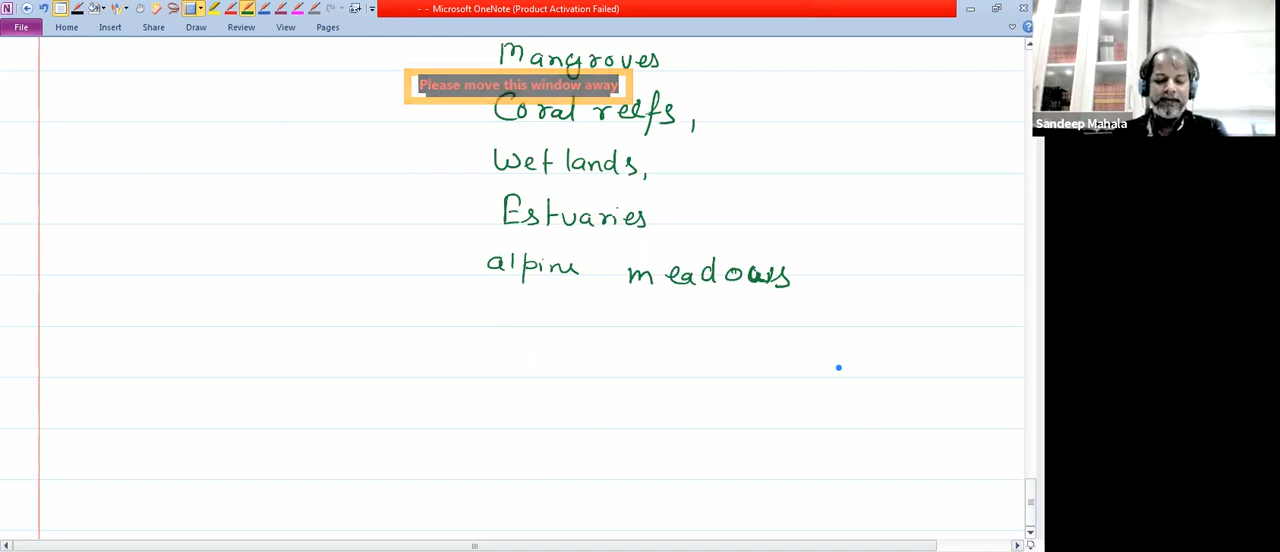 - - Microsoft OneNote (Product Activation Failed)
File Home Insert Share Draw Review View Pages
Mangroves
Please move this window away
Coral reefs,
Wetlands,
Estuaries
alpine meadows
Sandeep Mahala